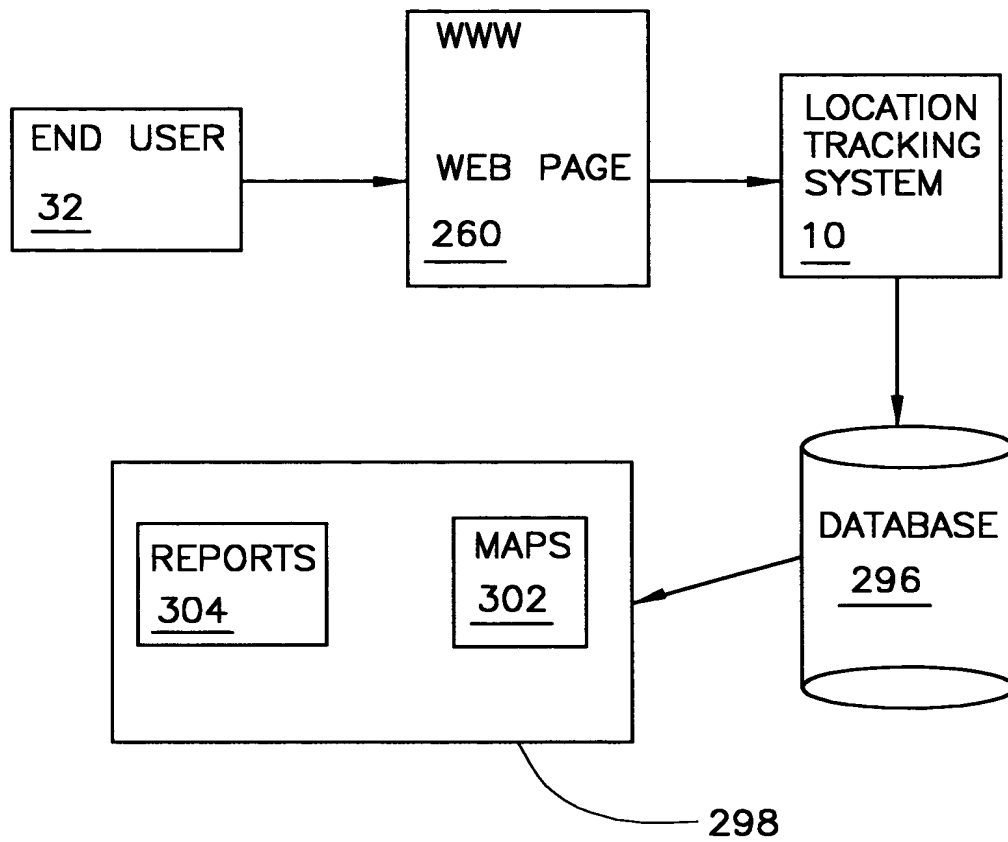 END USER
32
WWW
WEB PAGE
260
LOCATION
TRACKING
SYSTEM
10
REPORTS
304
MAPS
302
DATABASE
296
298